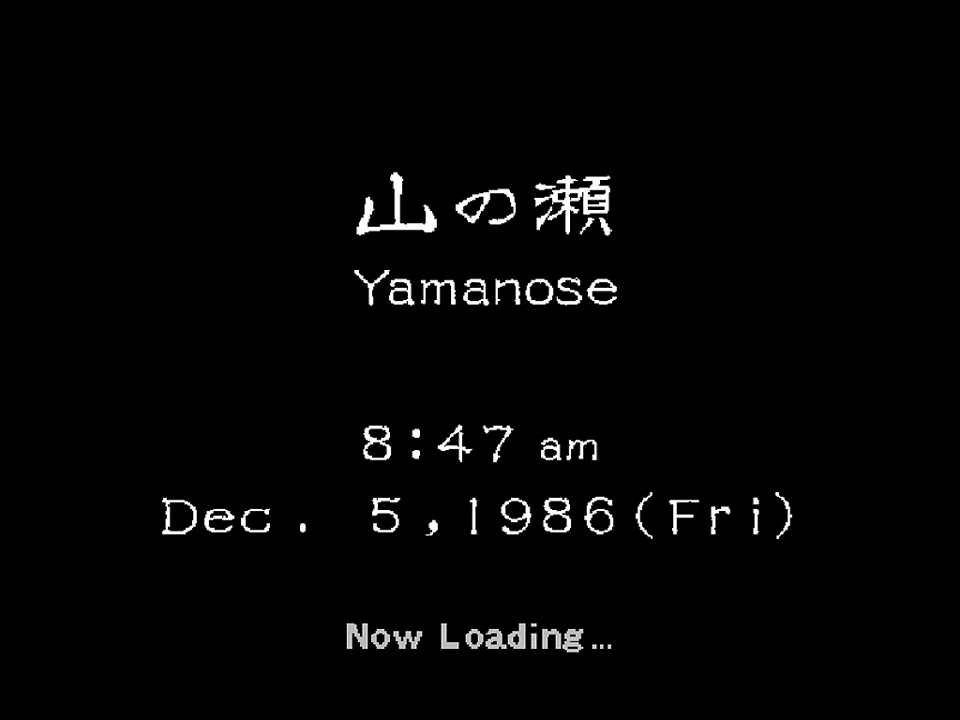 山の瀬
Yamanose
8:47 am
Dec. 5,1986(Fri)
Now Loading...